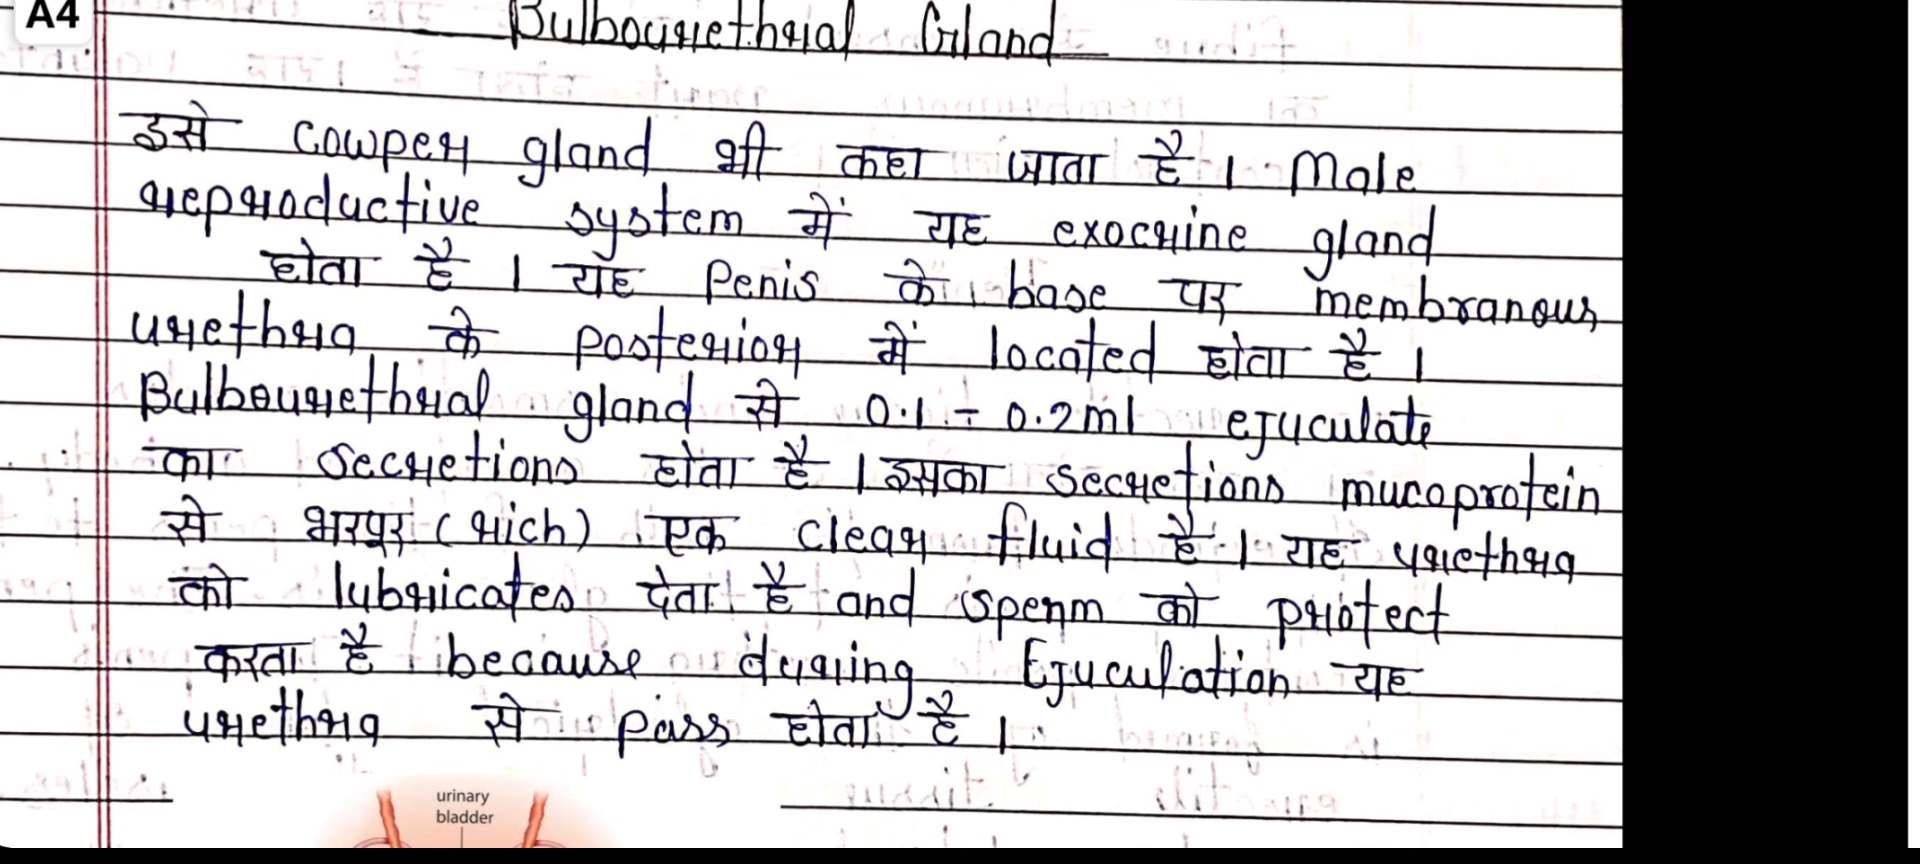 A4
Bulbourethral Gland
इसे cowper gland भी कहा जाता है। Male
reproductive system में यह exocrine gland
होता है। यह Penis के base पर membranous
urethra के posterior में located होता है।
Bulbourethral gland से 0.1 - 0.2ml ejuculate
का secretions होता है। इसका secretions mucoprotein
से भरपूर (rich) एक clear fluid है। यह urethra
को lubricates देता है and sperm को protect
करता है because during Ejuculation यह
urethra से pass होता है।
urinary
bladder